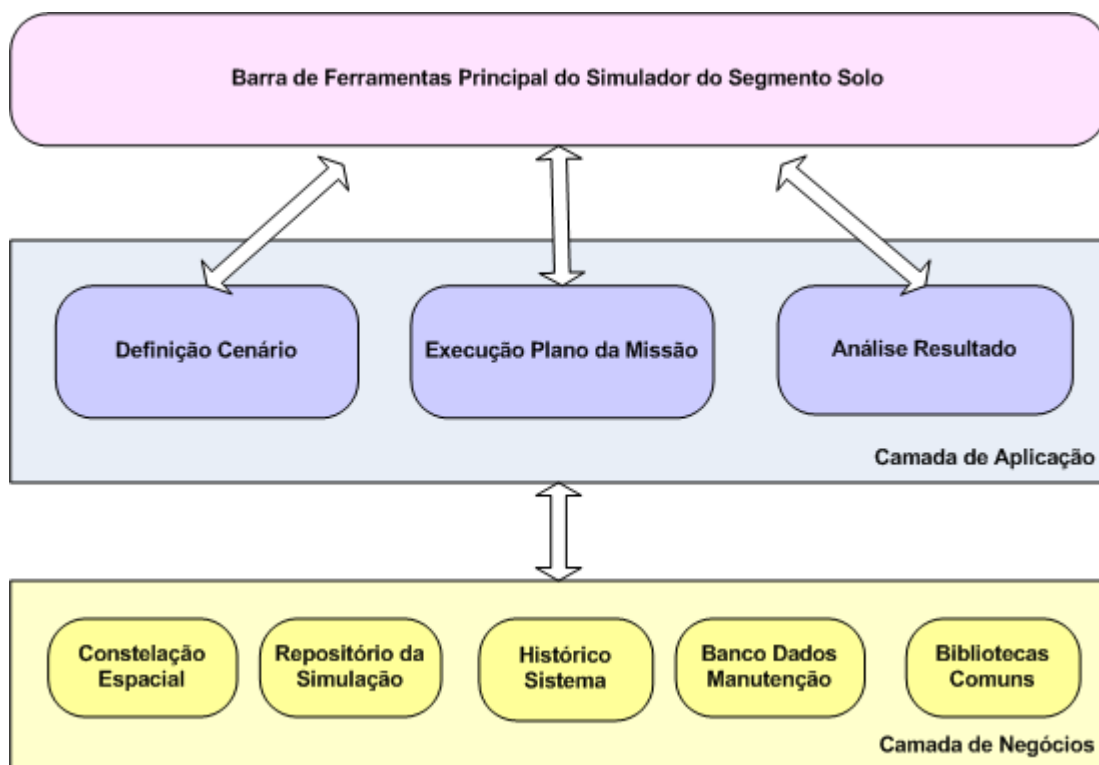 Barra de Ferramentas Principal do Simulador do Segmento Solo
Definição Cenário
Execução Plano da Missão
Análise Resultado
Camada de Aplicação
Constelação
Espacial
Repositório da
Simulação
Histórico
Sistema
Banco Dados
Manutenção
Bibliotecas
Comuns
Camada de Negócios